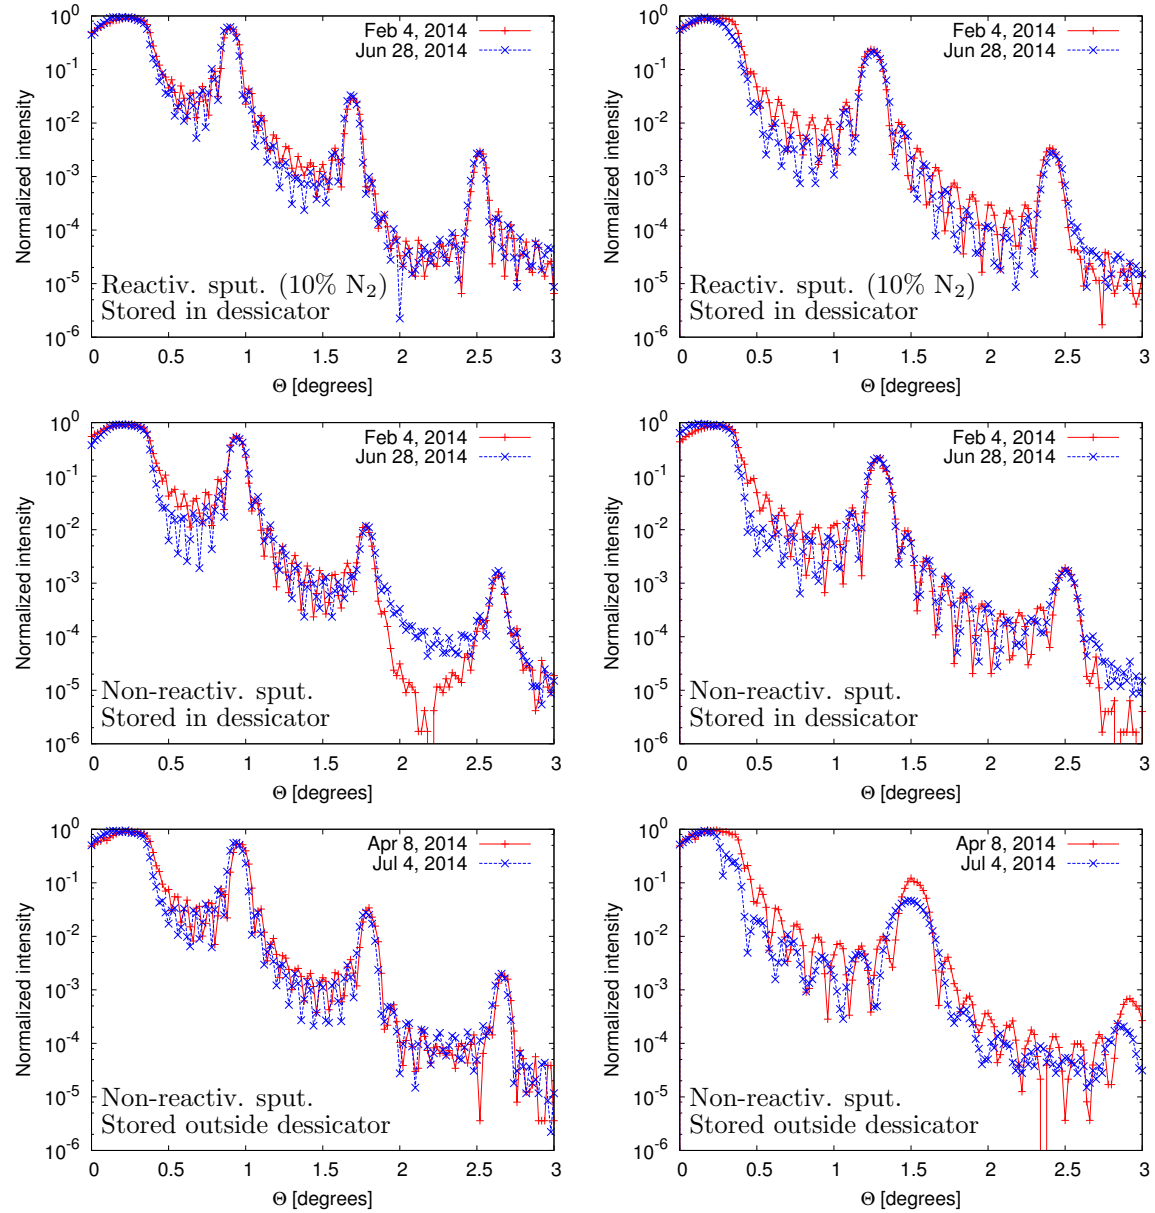 10^0
10^-1
10^-2
10^-3
10^-4
10^-5
10^-6
Normalized intensity
Feb 4, 2014
Jun 28, 2014
Reactiv. sput. (10% N_2)
Stored in dessicator
0 0.5 1 1.5 2 2.5 3
Θ [degrees]
10^0
10^-1
10^-2
10^-3
10^-4
10^-5
10^-6
Normalized intensity
Feb 4, 2014
Jun 28, 2014
Reactiv. sput. (10% N_2)
Stored in dessicator
0 0.5 1 1.5 2 2.5 3
Θ [degrees]
10^0
10^-1
10^-2
10^-3
10^-4
10^-5
10^-6
Normalized intensity
Feb 4, 2014
Jun 28, 2014
Non-reactiv. sput.
Stored in dessicator
0 0.5 1 1.5 2 2.5 3
Θ [degrees]
10^0
10^-1
10^-2
10^-3
10^-4
10^-5
10^-6
Normalized intensity
Feb 4, 2014
Jun 28, 2014
Non-reactiv. sput.
Stored in dessicator
0 0.5 1 1.5 2 2.5 3
Θ [degrees]
10^0
10^-1
10^-2
10^-3
10^-4
10^-5
10^-6
Normalized intensity
Apr 8, 2014
Jul 4, 2014
Non-reactiv. sput.
Stored outside dessicator
0 0.5 1 1.5 2 2.5 3
Θ [degrees]
10^0
10^-1
10^-2
10^-3
10^-4
10^-5
10^-6
Normalized intensity
Apr 8, 2014
Jul 4, 2014
Non-reactiv. sput.
Stored outside dessicator
0 0.5 1 1.5 2 2.5 3
Θ [degrees]